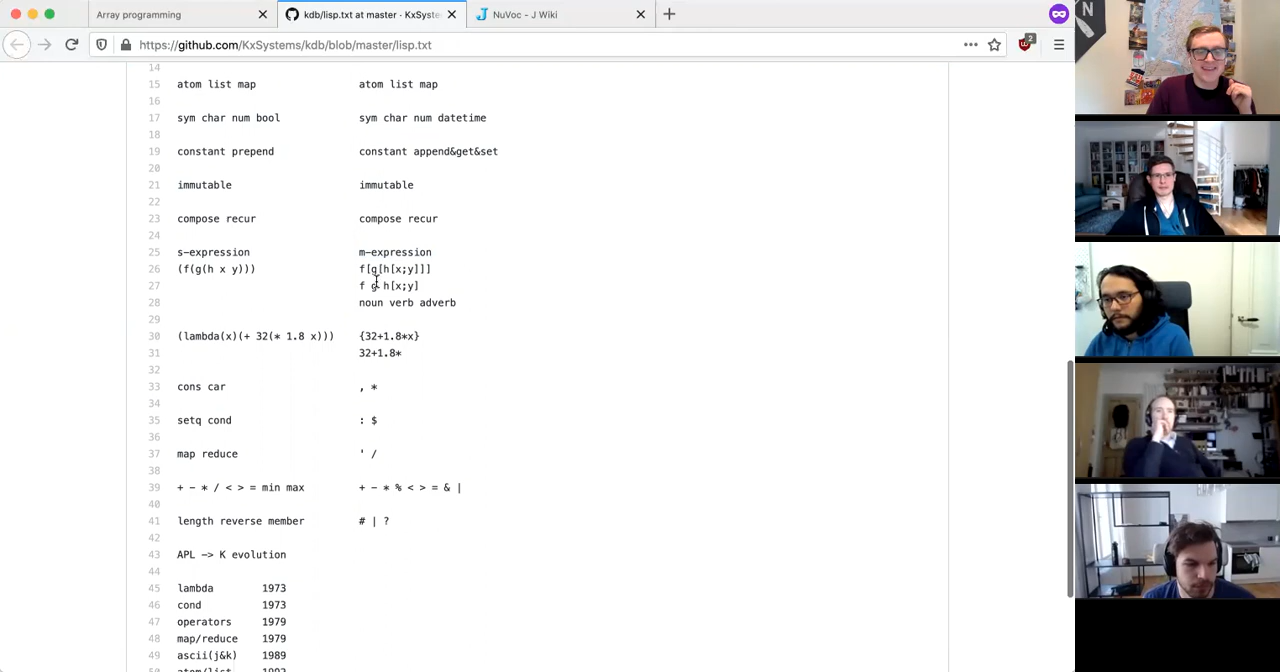 Array programming
kdb/lisp.txt at master · KxSyste
NuVoc - J Wiki
https://github.com/KxSystems/kdb/blob/master/lisp.txt
2
14
15 atom list map atom list map
16
17 sym char num bool sym char num datetime
18
19 constant prepend constant append&get&set
20
21 immutable immutable
22
23 compose recur compose recur
24
25 s-expression m-expression
26 (f(g(h x y))) f[g[h[x;y]]]
27 f g h[x;y]
28 noun verb adverb
29
30 (lambda(x)(+ 32(* 1.8 x))) {32+1.8*x}
31 32+1.8*
32
33 cons car , *
34
35 setq cond : $
36
37 map reduce ' /
38
39 + - * / < > = min max + - * % < > = & |
40
41 length reverse member # | ?
42
43 APL -> K evolution
44
45 lambda 1973
46 cond 1973
47 operators 1979
48 map/reduce 1979
49 ascii(j&k) 1989
50 atom/list 1992
N